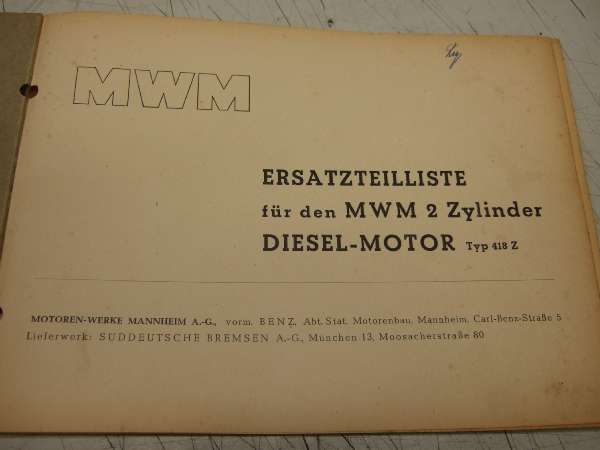 MWM
ERSATZTEILLISTE
für den MWM 2 Zylinder
DIESEL-MOTOR Typ 418 Z
MOTOREN-WERKE MANNHEIM A.-G., vorm. BENZ, Abt. Stat. Motorenbau, Mannheim, Carl-Benz-Straße 5
Lieferwerk: SÜDDEUTSCHE BREMSEN A.-G., München 13, Moosacherstraße 80